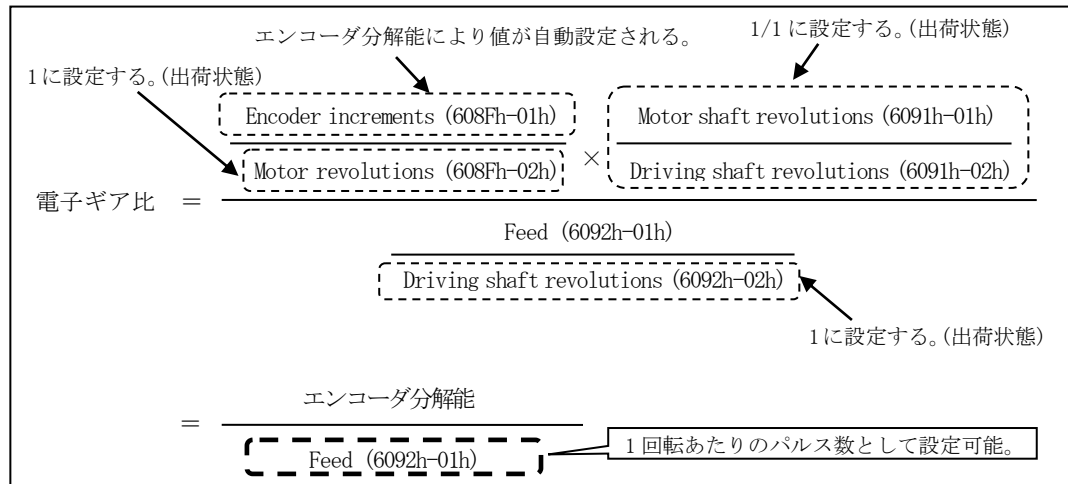 エンコーダ分解能により値が自動設定される。
1/1に設定する。(出荷状態)
1に設定する。(出荷状態)
Encoder increments (608Fh-01h)
Motor revolutions (608Fh-02h)
×
Motor shaft revolutions (6091h-01h)
Driving shaft revolutions (6091h-02h)
電子ギア比 =
Feed (6092h-01h)
Driving shaft revolutions (6092h-02h)
1に設定する。(出荷状態)
=
エンコーダ分解能
Feed (6092h-01h)
1回転あたりのパルス数として設定可能。